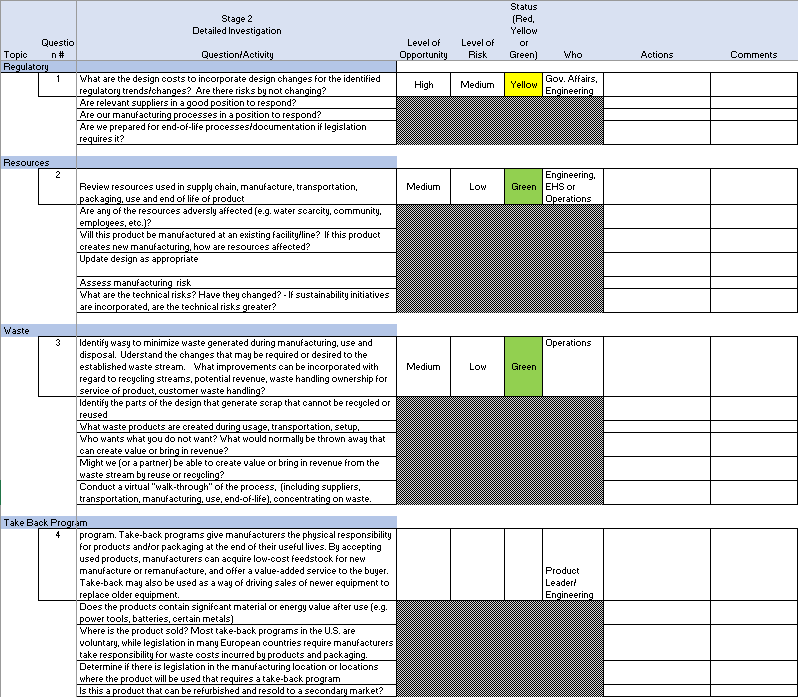 Stage 2
Detailed Investigation
Topic
Questio
n #
Question/Activity
Level of
Opportunity
Level of
Risk
Status
(Red,
Yellow
or
Green)
Who
Actions
Comments
Regulatory
1
What are the design costs to incorporate design changes for the identified
regulatory trends/changes?  Are there risks by not changing?
High
Medium
Yellow
Gov. Affairs,
Engineering
Are relevant suppliers in a good position to respond?
Are our manufacturing processes in a position to respond?
Are we prepared for end-of-life processes/documentation if legislation
requires it?
Resources
2
Review resources used in supply chain, manufacture, transportation,
packaging, use and end of life of product
Medium
Low
Green
Engineering,
EHS or
Operations
Are any of the resources adversly affected (e.g. water scarcity, community,
employees, etc.)?
Will this product be manufactured at an existing facility/line?  If this product
creates new manufacturing, how are resources affected?
Update design as appropriate
Assess manufacturing risk
What are the technical risks? Have they changed? - If sustainability initiatives
are incorporated, are the technical risks greater?
Waste
3
Identify wasy to minimize waste generated during manufacturing, use and
disposal.  Uderstand the changes that may be required or desired to the
established waste stream.   What improvements can be incorporated with
regard to recycling streams, potential revenue, waste handling ownership for
service of product, customer waste handling?
Medium
Low
Green
Operations
Identify the parts of the design that generate scrap that cannot be recycled or
reused
What waste products are created during usage, transportation, setup,
Who wants what you do not want? What would normally be thrown away that
can create value or bring in revenue?
Might we (or a partner) be able to create value or bring in revenue from the
waste stream by reuse or recycling?
Conduct a virtual "walk-through" of the process,  (including suppliers,
transportation, manufacturing, use, end-of-life), concentrating on waste.
Take Back Program
4
program. Take-back programs give manufacturers the physical responsibility
for products and/or packaging at the end of their useful lives. By accepting
used products, manufacturers can acquire low-cost feedstock for new
manufacture or remanufacture, and offer a value-added service to the buyer.
Take-back may also be used as a way of driving sales of newer equipment to
replace older equipment.
Product
Leader/
Engineering
Does the products contain signifcant material or energy value after use (e.g.
power tools, batteries, certain metals)
Where is the product sold? Most take-back programs in the U.S. are
voluntary, while legislation in many European countries require manufacturers
take responsibility for waste costs incurred by products and packaging.
Determine if there is legislation in the manufacturing location or locations
where the product will be used that requires a take-back program
Is this a product that can be refurbished and resold to a secondary market?